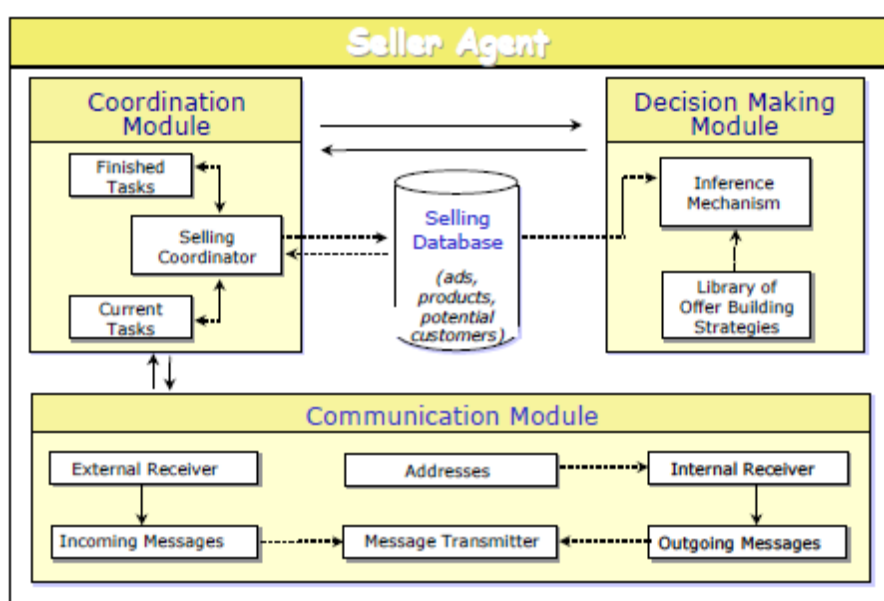 Seller Agent
Coordination
Module
Finished
Tasks
Selling
Coordinator
Current
Tasks
Selling
Database
(ads,
products,
potential
customers)
Decision Making
Module
Inference
Mechanism
Library of
Offer Building
Strategies
Communication Module
External Receiver
Addresses
Internal Receiver
Incoming Messages
Message Transmitter
Outgoing Messages